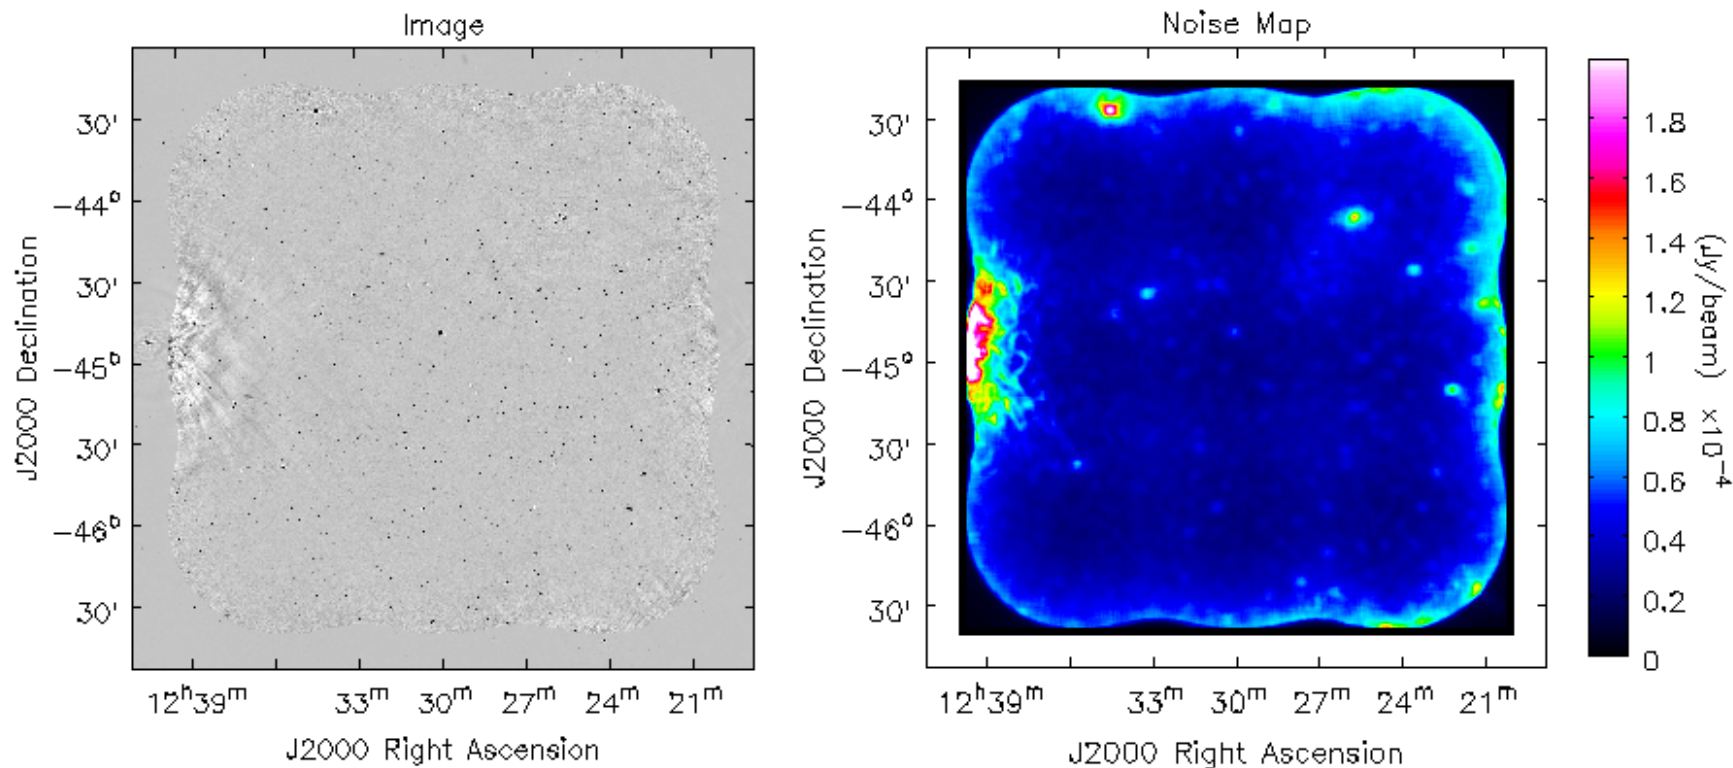 Image
30'
−44°
30'
−45°
30'
−46°
30'
J2000 Declination
12ʰ39ᵐ 33ᵐ 30ᵐ 27ᵐ 24ᵐ 21ᵐ
J2000 Right Ascension
Noise Map
30'
−44°
30'
−45°
30'
−46°
30'
J2000 Declination
12ʰ39ᵐ 33ᵐ 30ᵐ 27ᵐ 24ᵐ 21ᵐ
J2000 Right Ascension
1.8
1.6
1.4
1.2
1
0.8
0.6
0.4
0.2
0
(Jy/beam) ×10⁻⁴